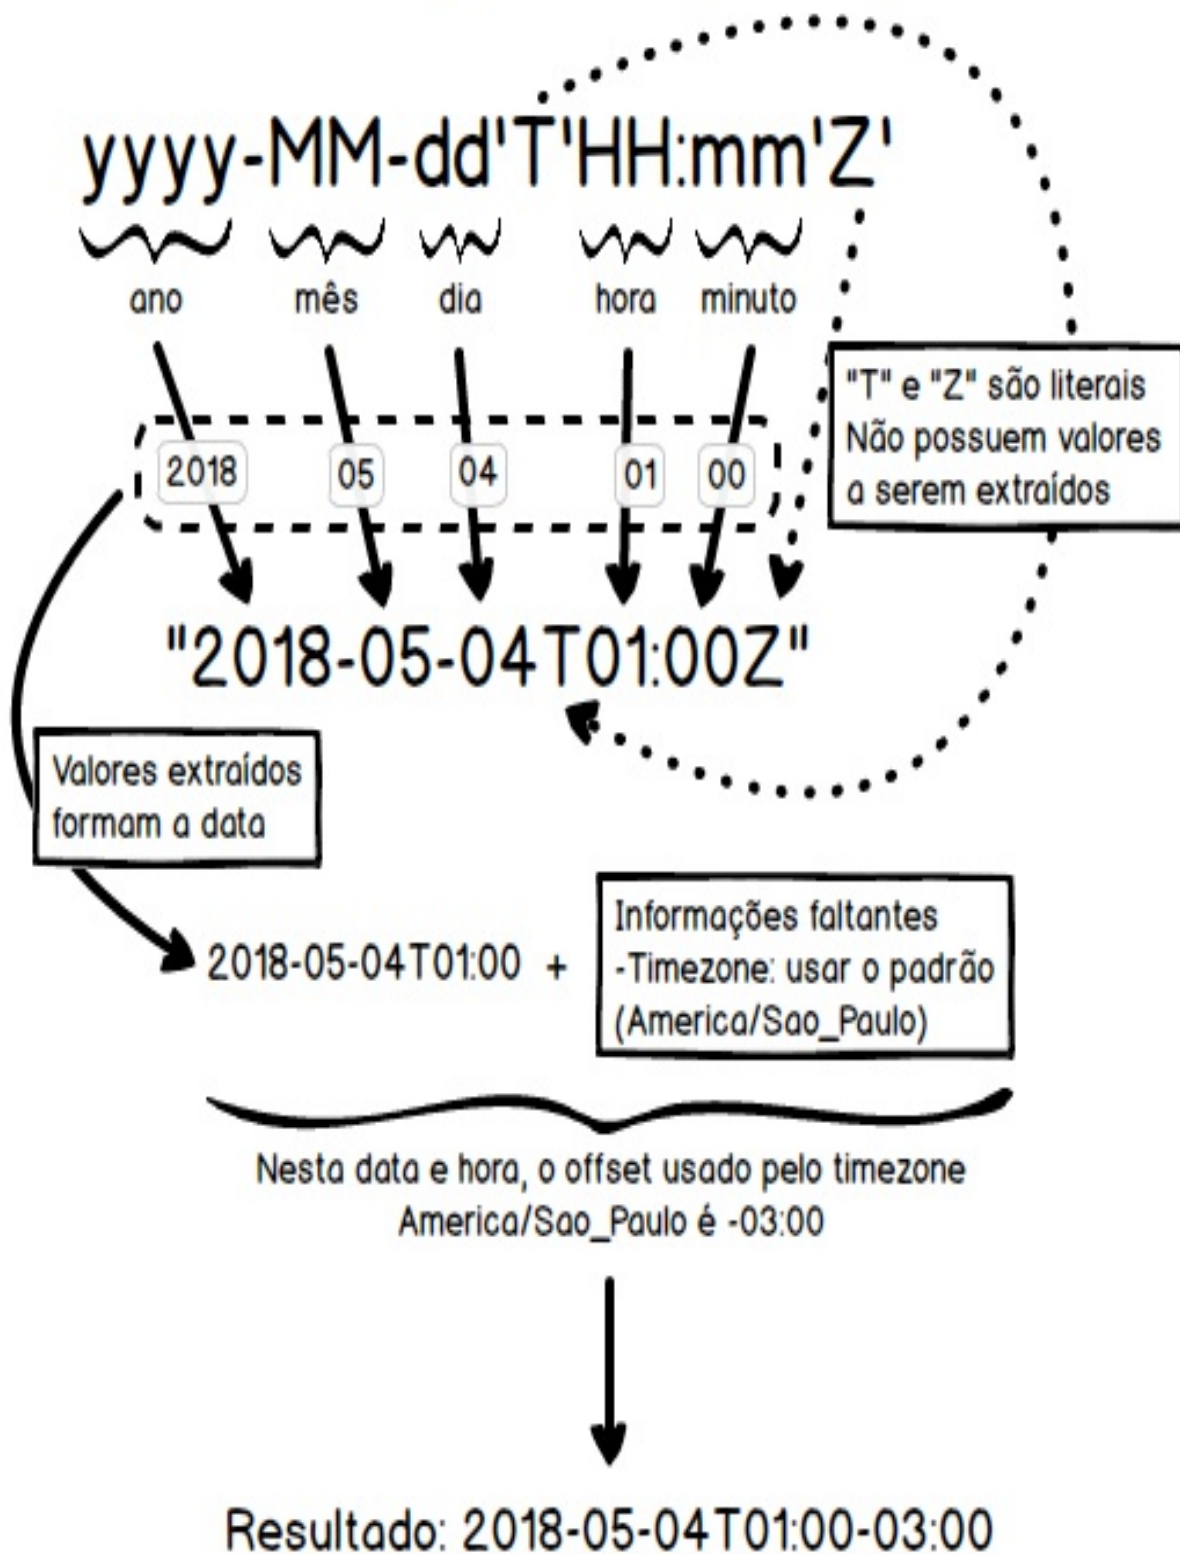 yyyy-MM-dd'T'HH:mm'Z'
ano mês dia hora minuto
"T" e "Z" são literais
Não possuem valores
a serem extraídos
2018 05 04 01 00
"2018-05-04T01:00Z"
Valores extraídos
formam a data
2018-05-04T01:00 +
Informações faltantes
-Timezone: usar o padrão
(America/Sao_Paulo)
Nesta data e hora, o offset usado pelo timezone
America/Sao_Paulo é -03:00
Resultado: 2018-05-04T01:00-03:00